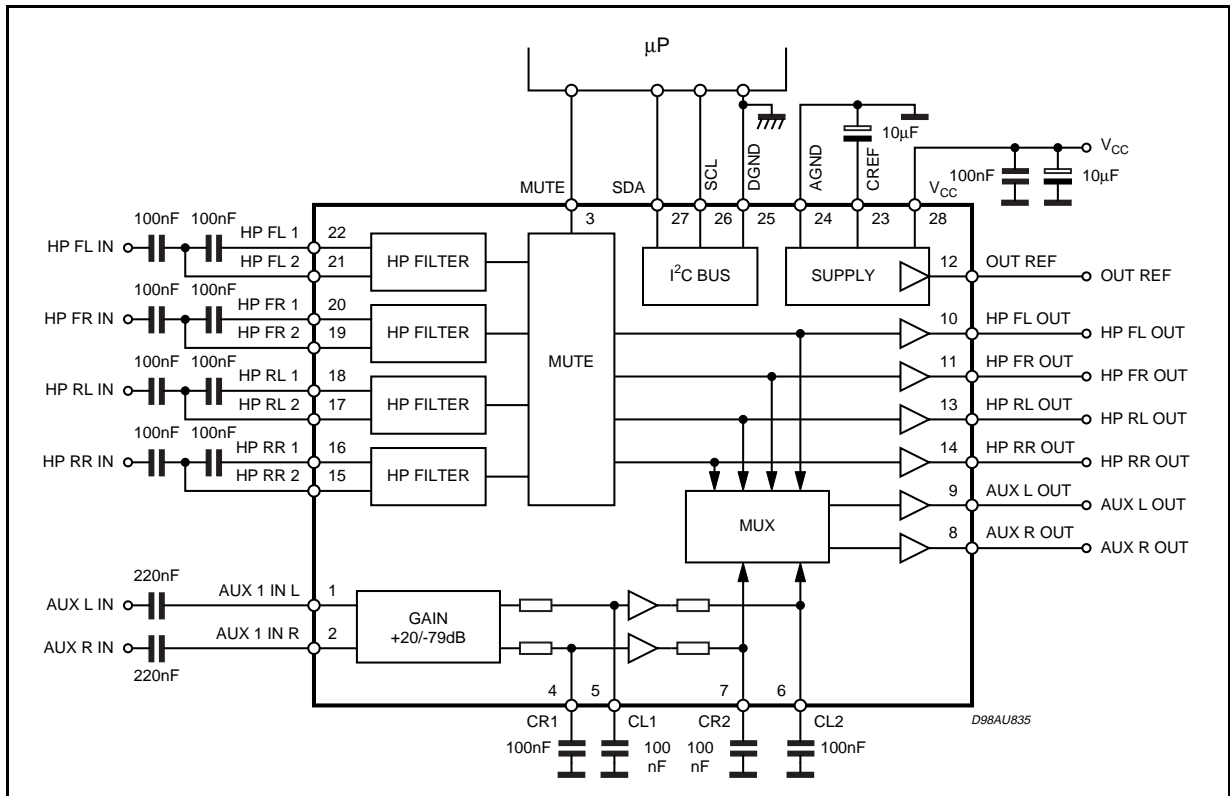 μP
10μF
V_CC
100nF
10μF
MUTE
SDA
SCL
DGND
AGND
CREF
V_CC
3
27
26
25
24
23
28
100nF 100nF
HP FL IN
HP FL 1
22
HP FL 2
21
HP FILTER
I²C BUS
SUPPLY
12
OUT REF
OUT REF
100nF 100nF
HP FR IN
HP FR 1
20
HP FR 2
19
HP FILTER
MUTE
10
HP FL OUT
HP FL OUT
11
HP FR OUT
HP FR OUT
100nF 100nF
HP RL IN
HP RL 1
18
HP RL 2
17
HP FILTER
13
HP RL OUT
HP RL OUT
100nF 100nF
HP RR IN
HP RR 1
16
HP RR 2
15
HP FILTER
14
HP RR OUT
HP RR OUT
MUX
9
AUX L OUT
AUX L OUT
8
AUX R OUT
AUX R OUT
220nF
AUX L IN
AUX 1 IN L
1
AUX R IN
AUX 1 IN R
2
220nF
GAIN
+20/-79dB
4
5
7
6
CR1
CL1
CR2
CL2
D98AU835
100nF
100
nF
100
nF
100nF